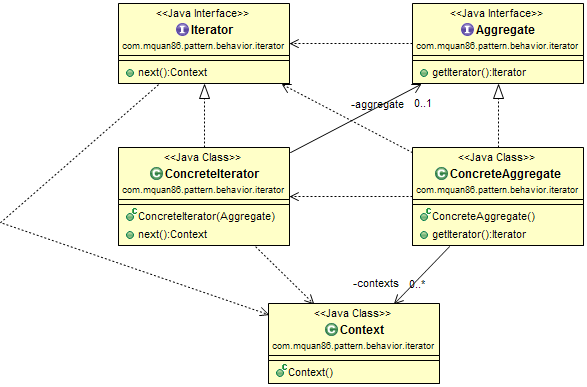 <<Java Interface>>
Iterator
com.mquan86.pattern.behavior.iterator
next():Context
<<Java Interface>>
Aggregate
com.mquan86.pattern.behavior.iterator
getIterator():Iterator
-aggregate 0..1
<<Java Class>>
ConcreteIterator
com.mquan86.pattern.behavior.iterator
ConcreteIterator(Aggregate)
next():Context
<<Java Class>>
ConcreteAggregate
com.mquan86.pattern.behavior.iterator
ConcreteAggregate()
getIterator():Iterator
-contexts 0..*
<<Java Class>>
Context
com.mquan86.pattern.behavior.iterator
Context()